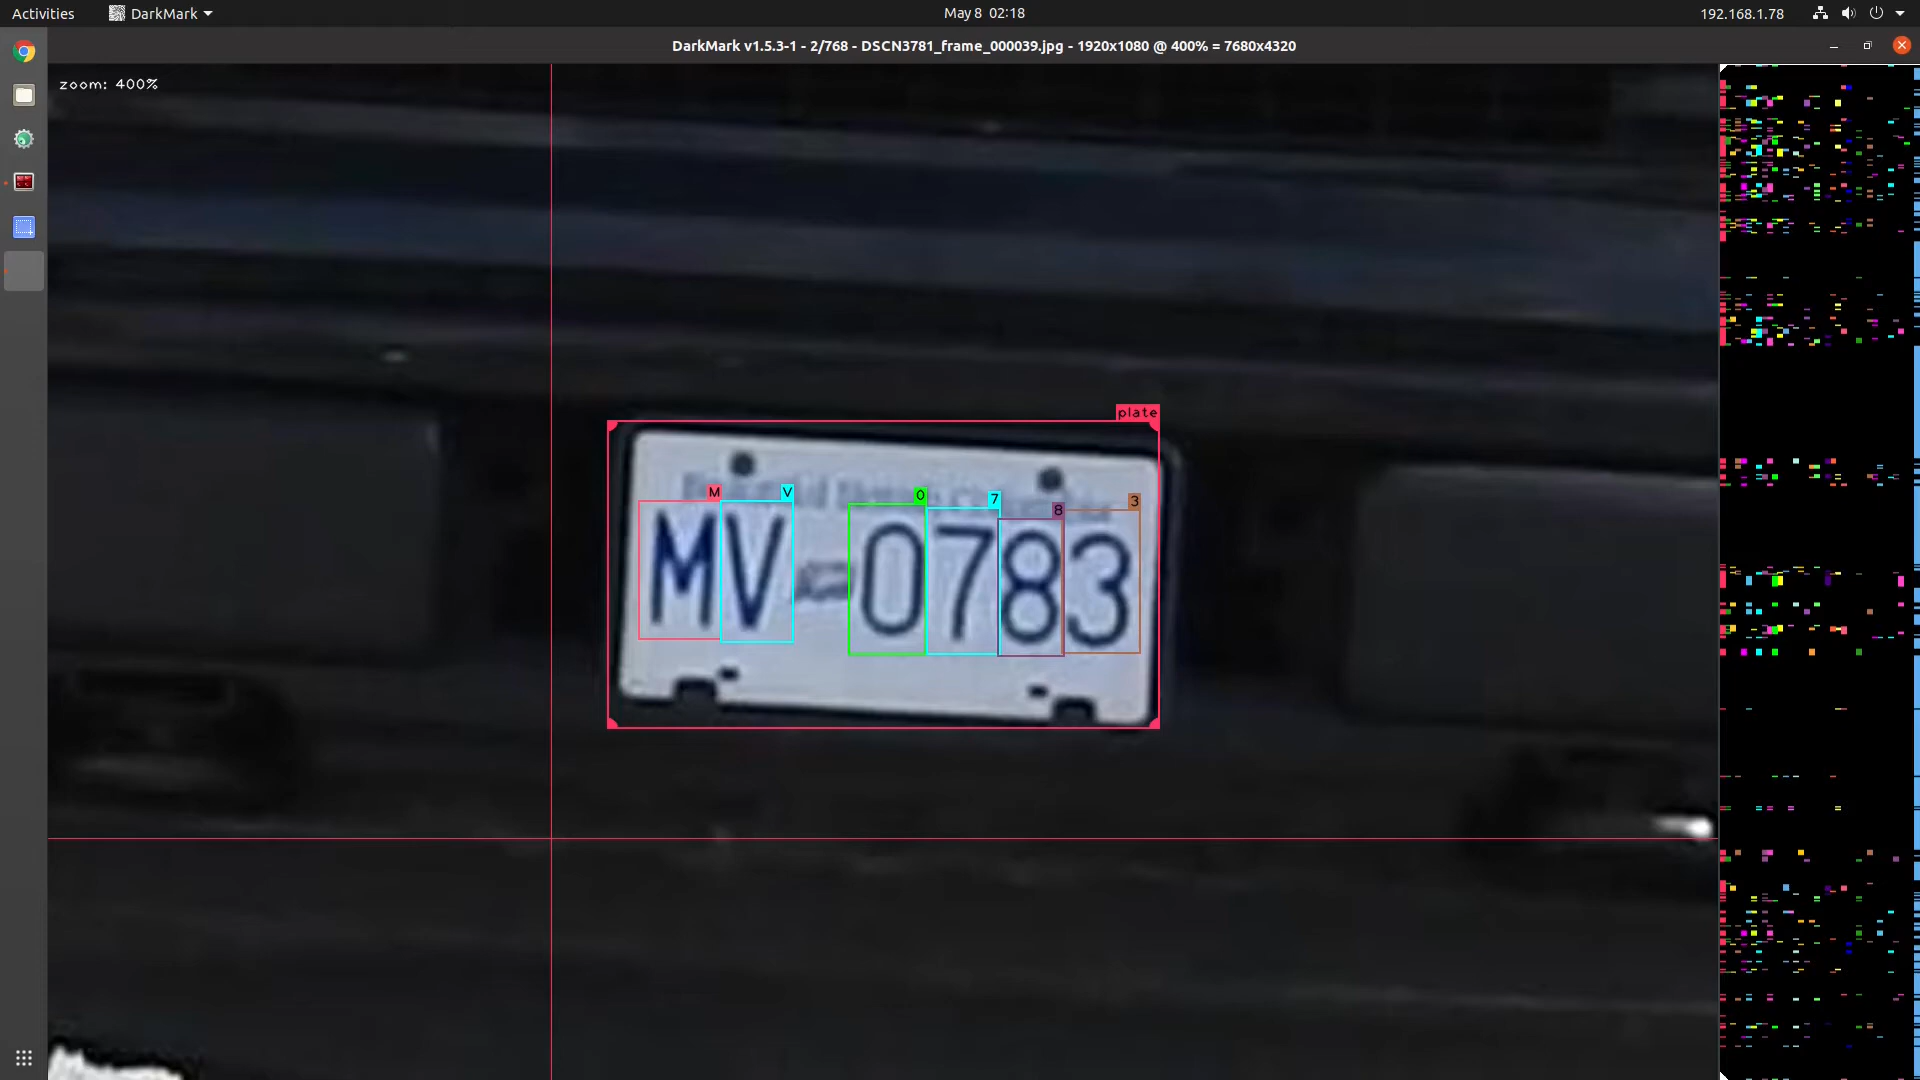 Activities DarkMark May 8 02:18 192.168.1.78
DarkMark v1.5.3-1 - 2/768 - DSCN3781_frame_000039.jpg - 1920x1080 @ 400% = 7680x4320
zoom: 400%
plate
M V 0 7 8 3
MV 0783